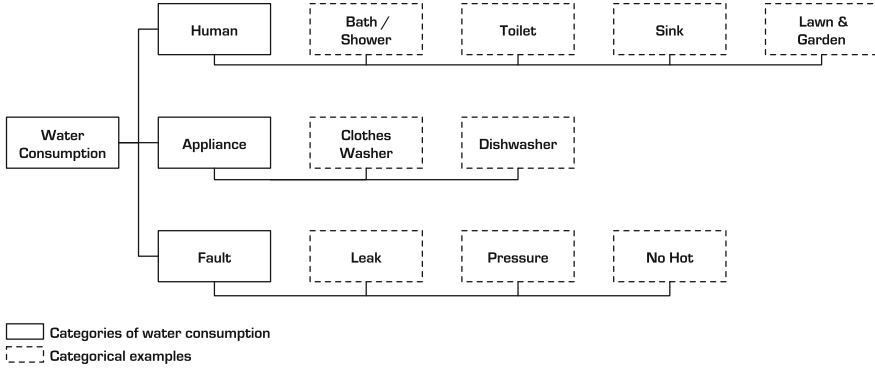 Human
Bath /
Shower
Toilet
Sink
Lawn &
Garden
Water
Consumption
Appliance
Clothes
Washer
Dishwasher
Fault
Leak
Pressure
No Hot
Categories of water consumption
Categorical examples